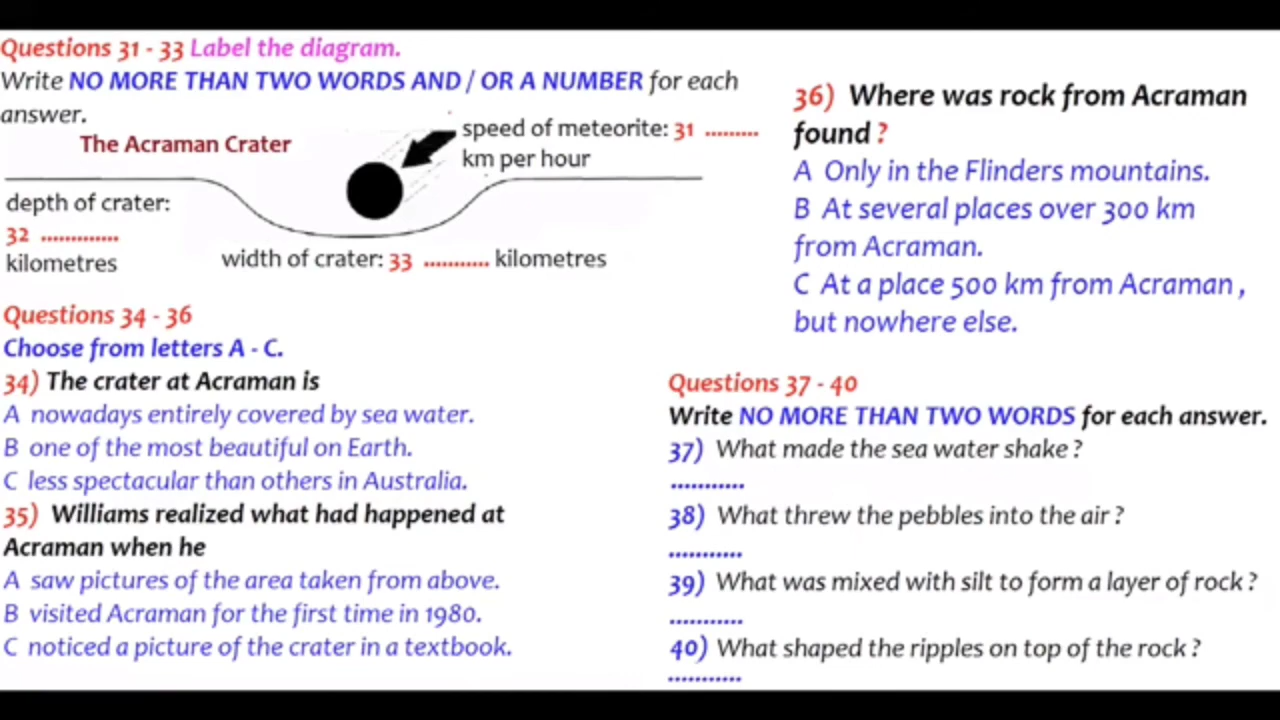 Questions 31 - 33 Label the diagram.
Write NO MORE THAN TWO WORDS AND / OR A NUMBER for each
answer.
The Acraman Crater
speed of meteorite: 31 .........
km per hour
depth of crater:
32 .............
kilometres
width of crater: 33 ........... kilometres
Questions 34 - 36
Choose from letters A - C.
34) The crater at Acraman is
A nowadays entirely covered by sea water.
B one of the most beautiful on Earth.
C less spectacular than others in Australia.
35) Williams realized what had happened at
Acraman when he
A saw pictures of the area taken from above.
B visited Acraman for the first time in 1980.
C noticed a picture of the crater in a textbook.
36) Where was rock from Acraman
found ?
A Only in the Flinders mountains.
B At several places over 300 km
from Acraman.
C At a place 500 km from Acraman ,
but nowhere else.
Questions 37 - 40
Write NO MORE THAN TWO WORDS for each answer.
37) What made the sea water shake ?
...........
38) What threw the pebbles into the air ?
...........
39) What was mixed with silt to form a layer of rock ?
...........
40) What shaped the ripples on top of the rock ?
...........